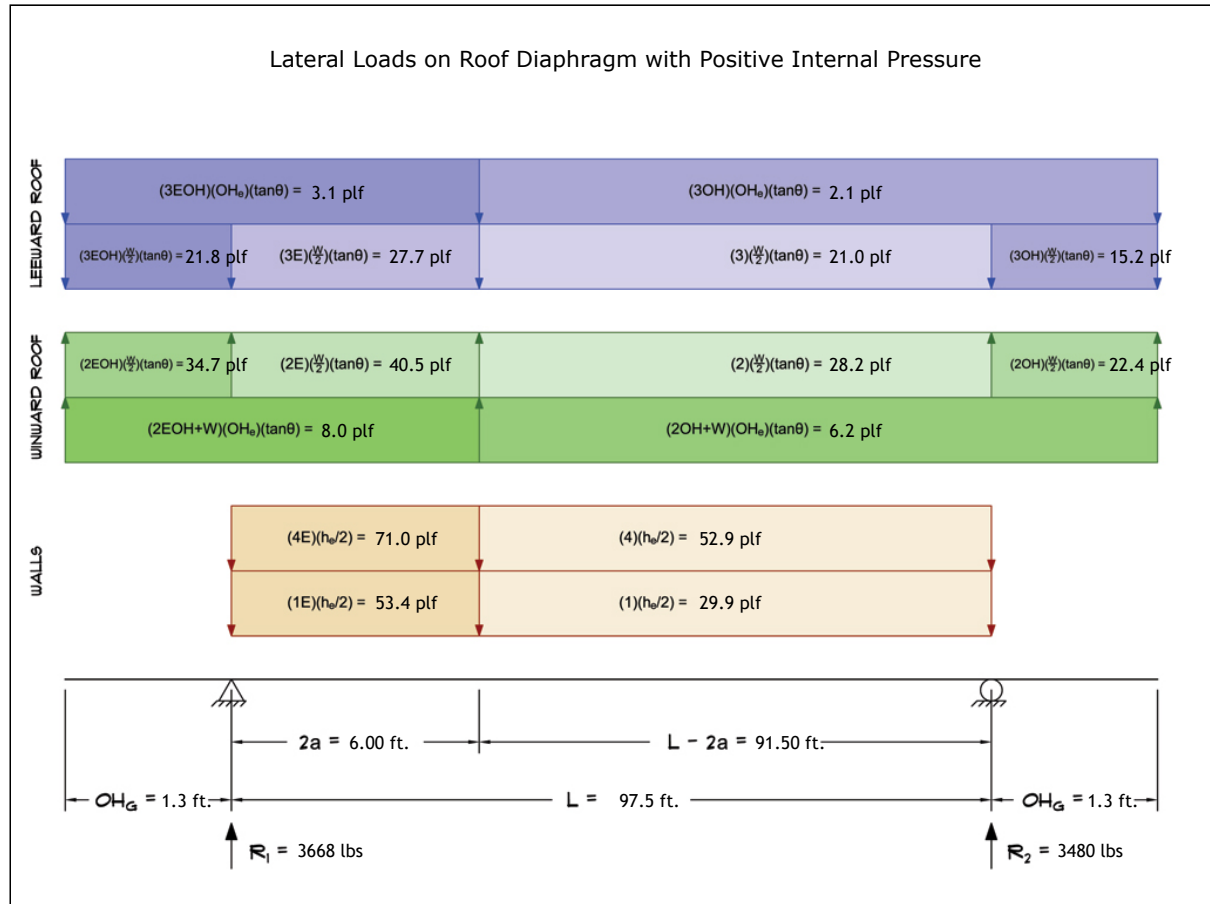 Lateral Loads on Roof Diaphragm with Positive Internal Pressure
LEEWARD ROOF
(3EOH)(OHₑ)(tanθ) = 3.1 plf
(3OH)(OHₑ)(tanθ) = 2.1 plf
(3EOH)(W/2)(tanθ) = 21.8 plf
(3E)(W/2)(tanθ) = 27.7 plf
(3)(W/2)(tanθ) = 21.0 plf
(3OH)(W/2)(tanθ) = 15.2 plf
WINWARD ROOF
(2EOH)(W/2)(tanθ) = 34.7 plf
(2E)(W/2)(tanθ) = 40.5 plf
(2)(W/2)(tanθ) = 28.2 plf
(2OH)(W/2)(tanθ) = 22.4 plf
(2EOH+W)(OHₑ)(tanθ) = 8.0 plf
(2OH+W)(OHₑ)(tanθ) = 6.2 plf
WALLS
(4E)(hₑ/2) = 71.0 plf
(4)(hₑ/2) = 52.9 plf
(1E)(hₑ/2) = 53.4 plf
(1)(hₑ/2) = 29.9 plf
2a = 6.00 ft.
L - 2a = 91.50 ft.
OH_G = 1.3 ft.
L = 97.5 ft.
OH_G = 1.3 ft.
R₁ = 3668 lbs
R₂ = 3480 lbs